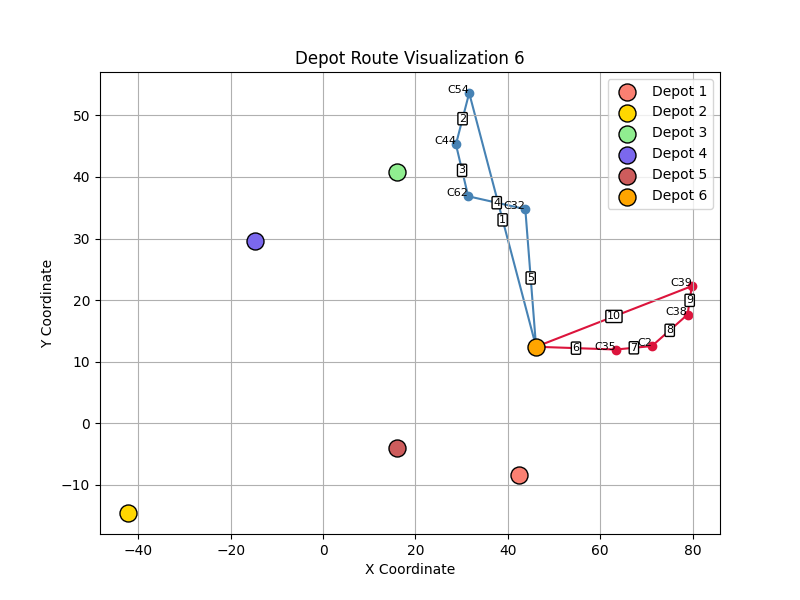 Depot Route Visualization 6
Depot 1
Depot 2
Depot 3
Depot 4
Depot 5
Depot 6
C54
2
C44
3
C62
4
C32
1
5
C39
9
10
C38
8
6
C35
7
C2
50
40
30
20
10
0
−10
Y Coordinate
−40
−20
0
20
40
60
80
X Coordinate